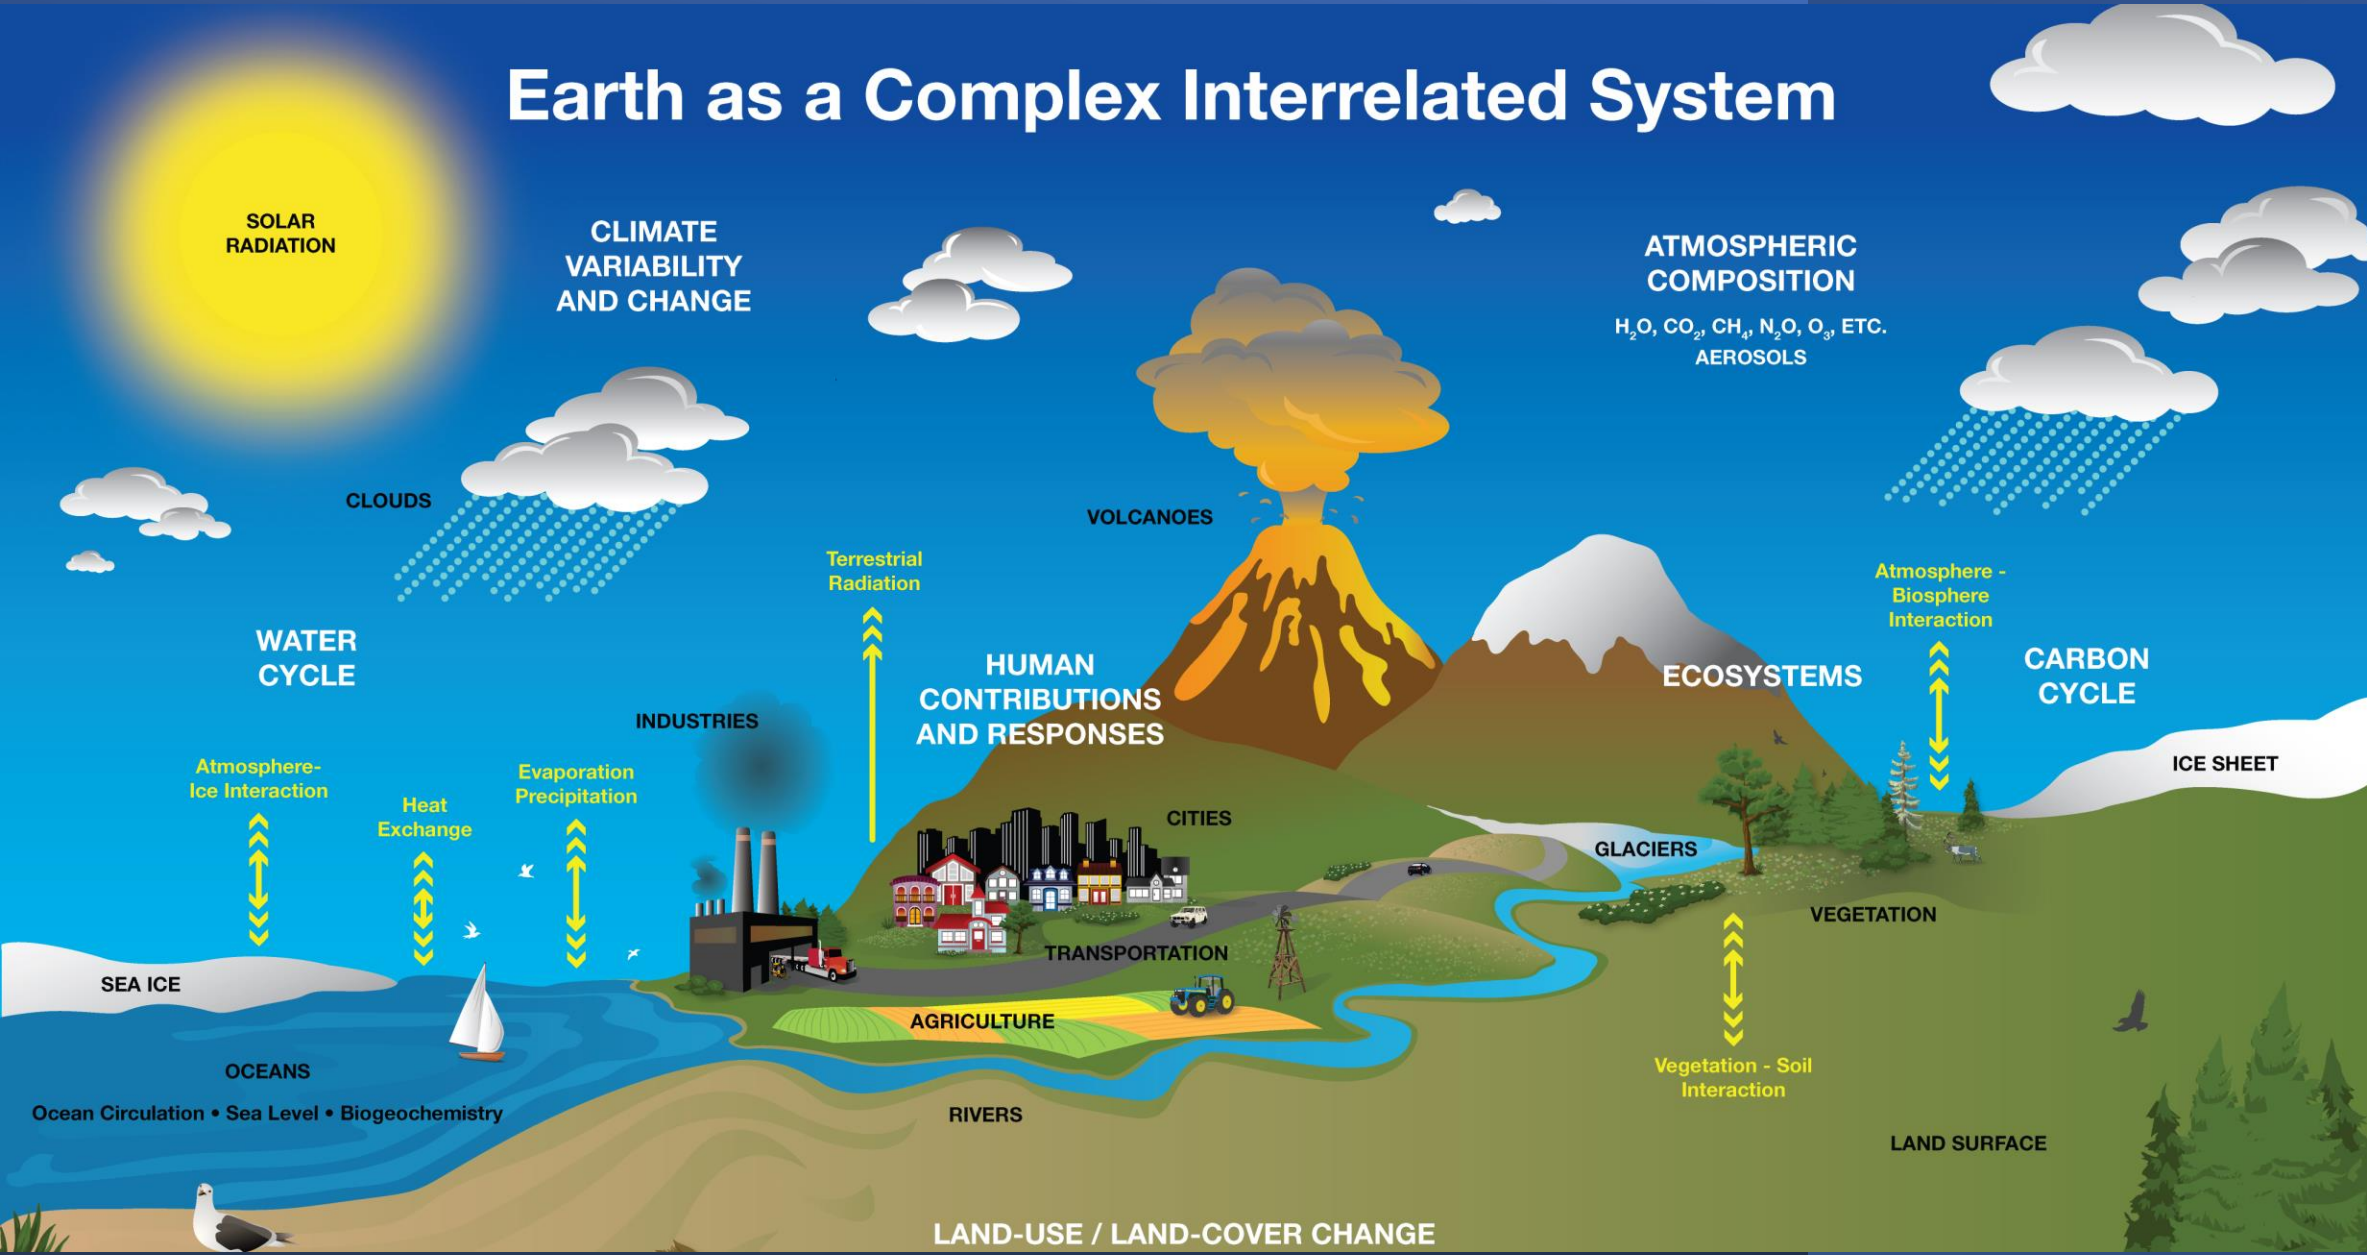 Earth as a Complex Interrelated System
SOLAR
RADIATION
CLIMATE
VARIABILITY
AND CHANGE
ATMOSPHERIC
COMPOSITION
H₂O, CO₂, CH₄, N₂O, O₃, ETC.
AEROSOLS
CLOUDS
VOLCANOES
Terrestrial
Radiation
Atmosphere -
Biosphere
Interaction
WATER
CYCLE
HUMAN
CONTRIBUTIONS
AND RESPONSES
ECOSYSTEMS
CARBON
CYCLE
INDUSTRIES
Atmosphere-
Ice Interaction
Heat
Exchange
Evaporation
Precipitation
ICE SHEET
CITIES
GLACIERS
VEGETATION
TRANSPORTATION
SEA ICE
AGRICULTURE
OCEANS
Ocean Circulation • Sea Level • Biogeochemistry
RIVERS
Vegetation - Soil
Interaction
LAND SURFACE
LAND-USE / LAND-COVER CHANGE